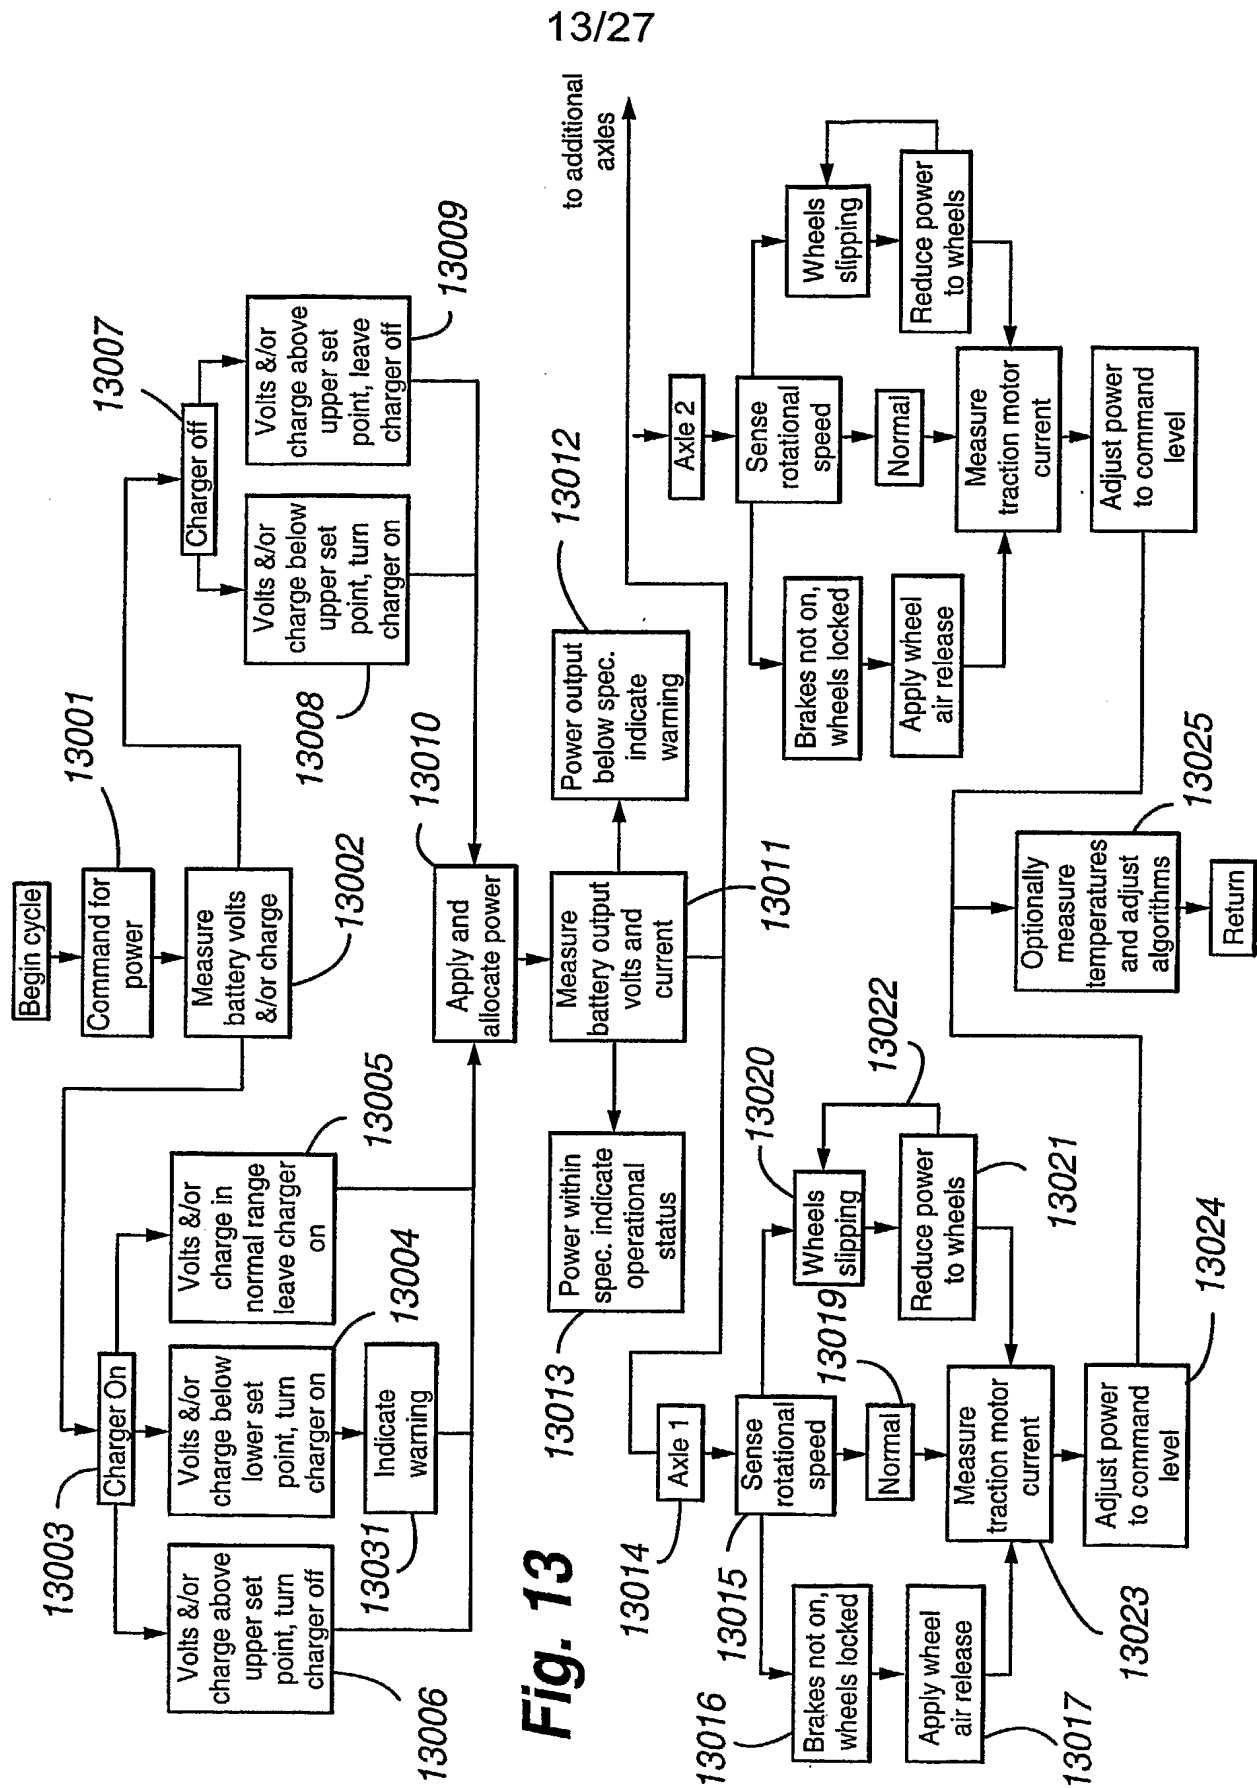 13/27
Begin cycle
Command for
power
13001
Measure
battery volts
&/or charge
13002
13003
Charger On
Volts &/or
charge above
upper set
point, turn
charger off
13006
Volts &/or
charge below
lower set
point, turn
charger on
13004
Indicate
warning
13031
Volts &/or
charge in
normal range
leave charger
on
13005
Charger off
13007
Volts &/or
charge below
upper set
point, turn
charger on
13008
Volts &/or
charge above
upper set
point, leave
charger off
13009
Apply and
allocate power
13010
Measure
battery output
volts and
current
13011
Power output
below spec.
indicate
warning
13012
Power within
spec. indicate
operational
status
13013
to additional
axles
Fig. 13
Axle 1
13014
Sense
rotational
speed
13015
Brakes not on,
wheels locked
13016
Apply wheel
air release
13017
Normal
13019
Wheels
slipping
13020
Reduce power
to wheels
13021
13022
Measure
traction motor
current
13023
Adjust power
to command
level
13024
Axle 2
Sense
rotational
speed
Brakes not on,
wheels locked
Apply wheel
air release
Normal
Wheels
slipping
Reduce power
to wheels
Measure
traction motor
current
Adjust power
to command
level
Optionally
measure
temperatures
and adjust
algorithms
13025
Return